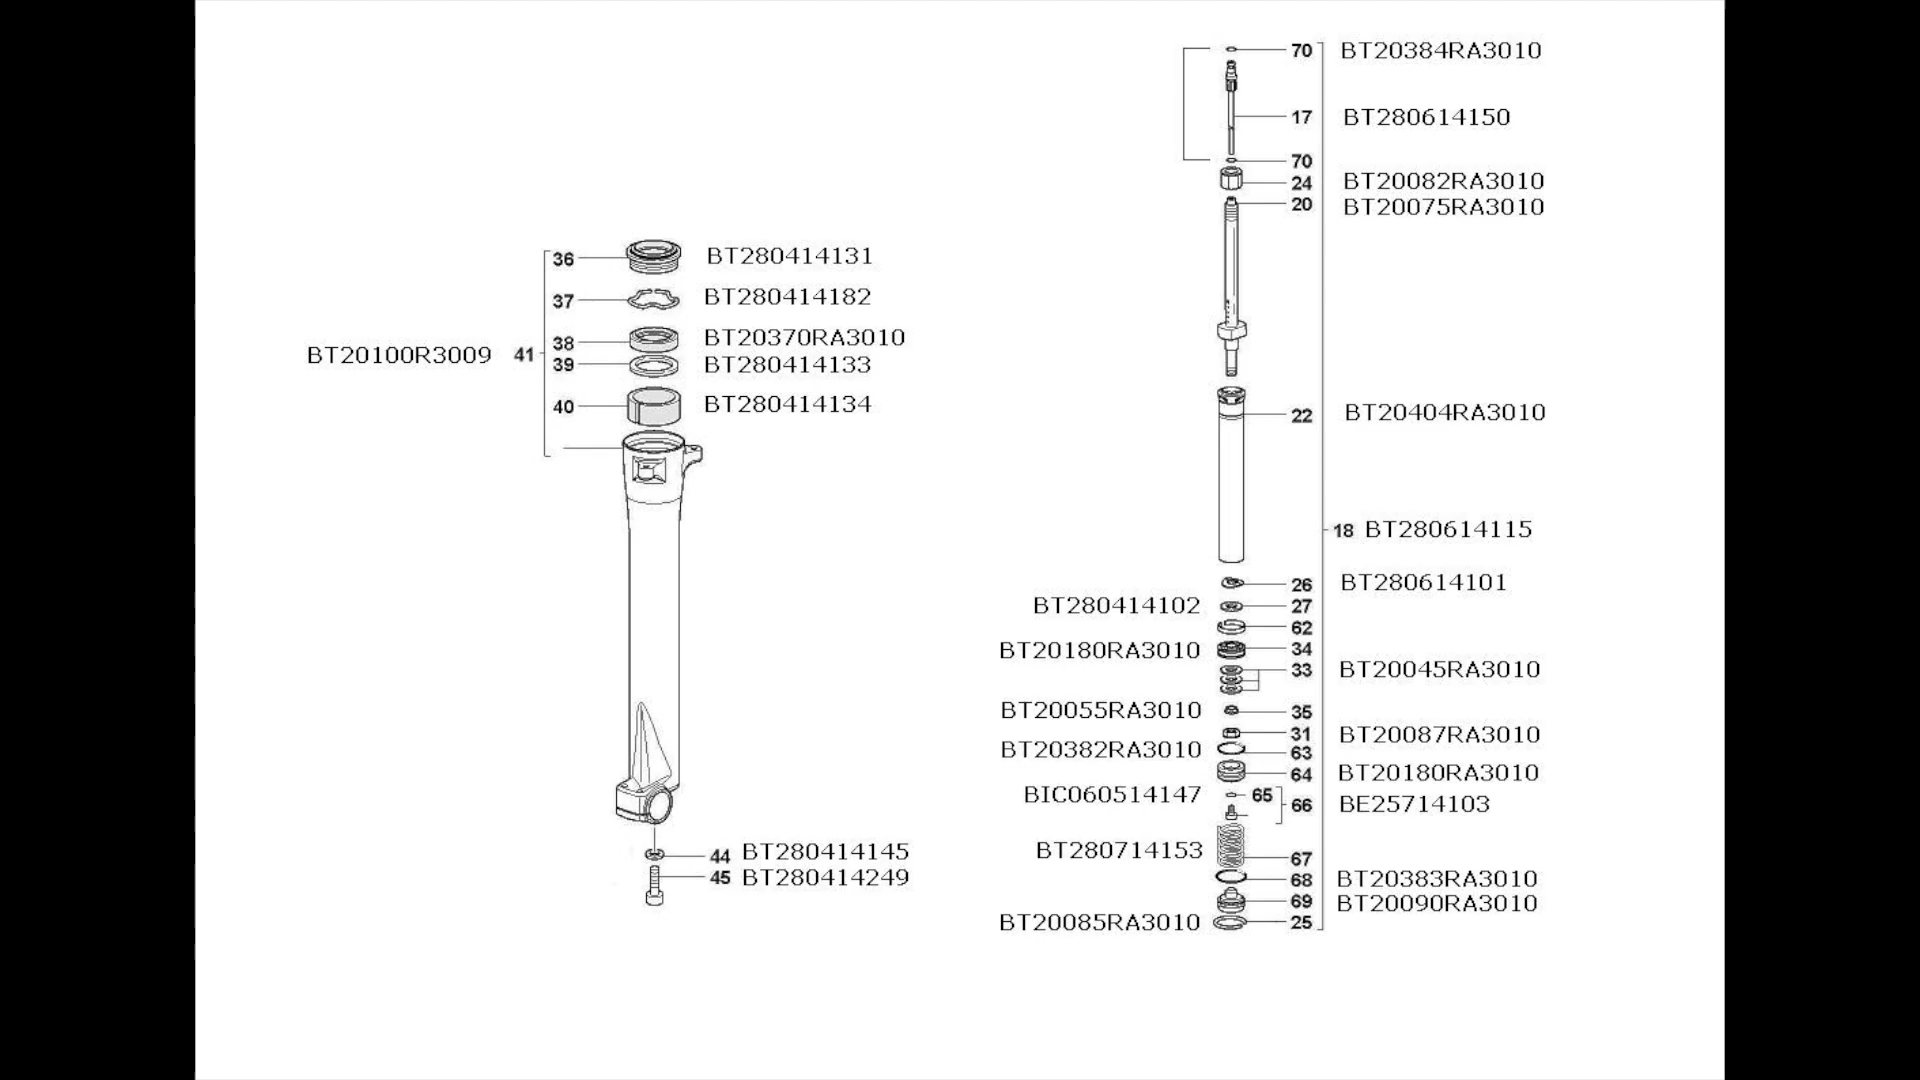 36 BT280414131
37 BT280414182
38 BT20370RA3010
BT20100R3009 41
39 BT280414133
40 BT280414134
44 BT280414145
45 BT280414249
70 BT20384RA3010
17 BT280614150
70
24 BT20082RA3010
20 BT20075RA3010
22 BT20404RA3010
18 BT280614115
26 BT280614101
BT280414102 27
62
BT20180RA3010 34
33 BT20045RA3010
BT20055RA3010 35
31 BT20087RA3010
BT20382RA3010 63
64 BT20180RA3010
BIC060514147 65
66 BE25714103
BT280714153 67
68 BT20383RA3010
69 BT20090RA3010
BT20085RA3010 25